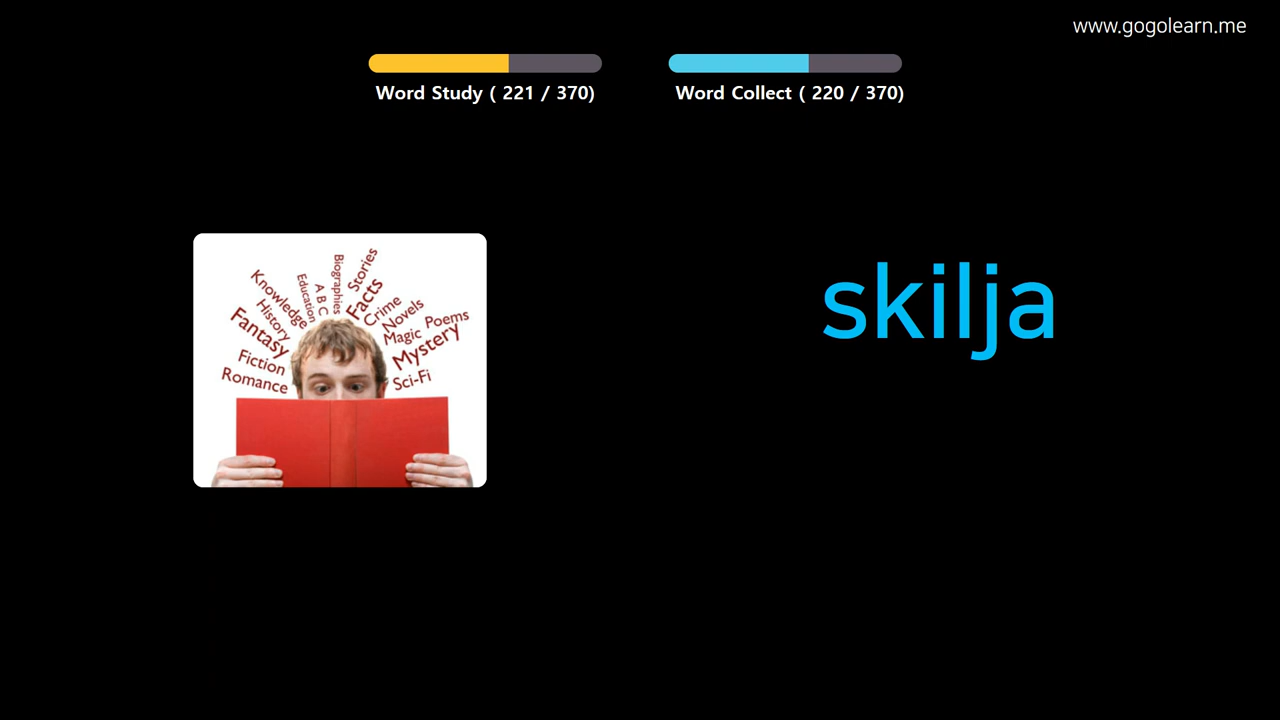 www.gogolearn.me
Word Study ( 221 / 370)
Word Collect ( 220 / 370)
skilja
Knowledge
History
Fantasy
Fiction
Romance
Education
A B C
Biographies
Stories
Facts
Crime
Novels
Magic
Poems
Mystery
Sci-Fi